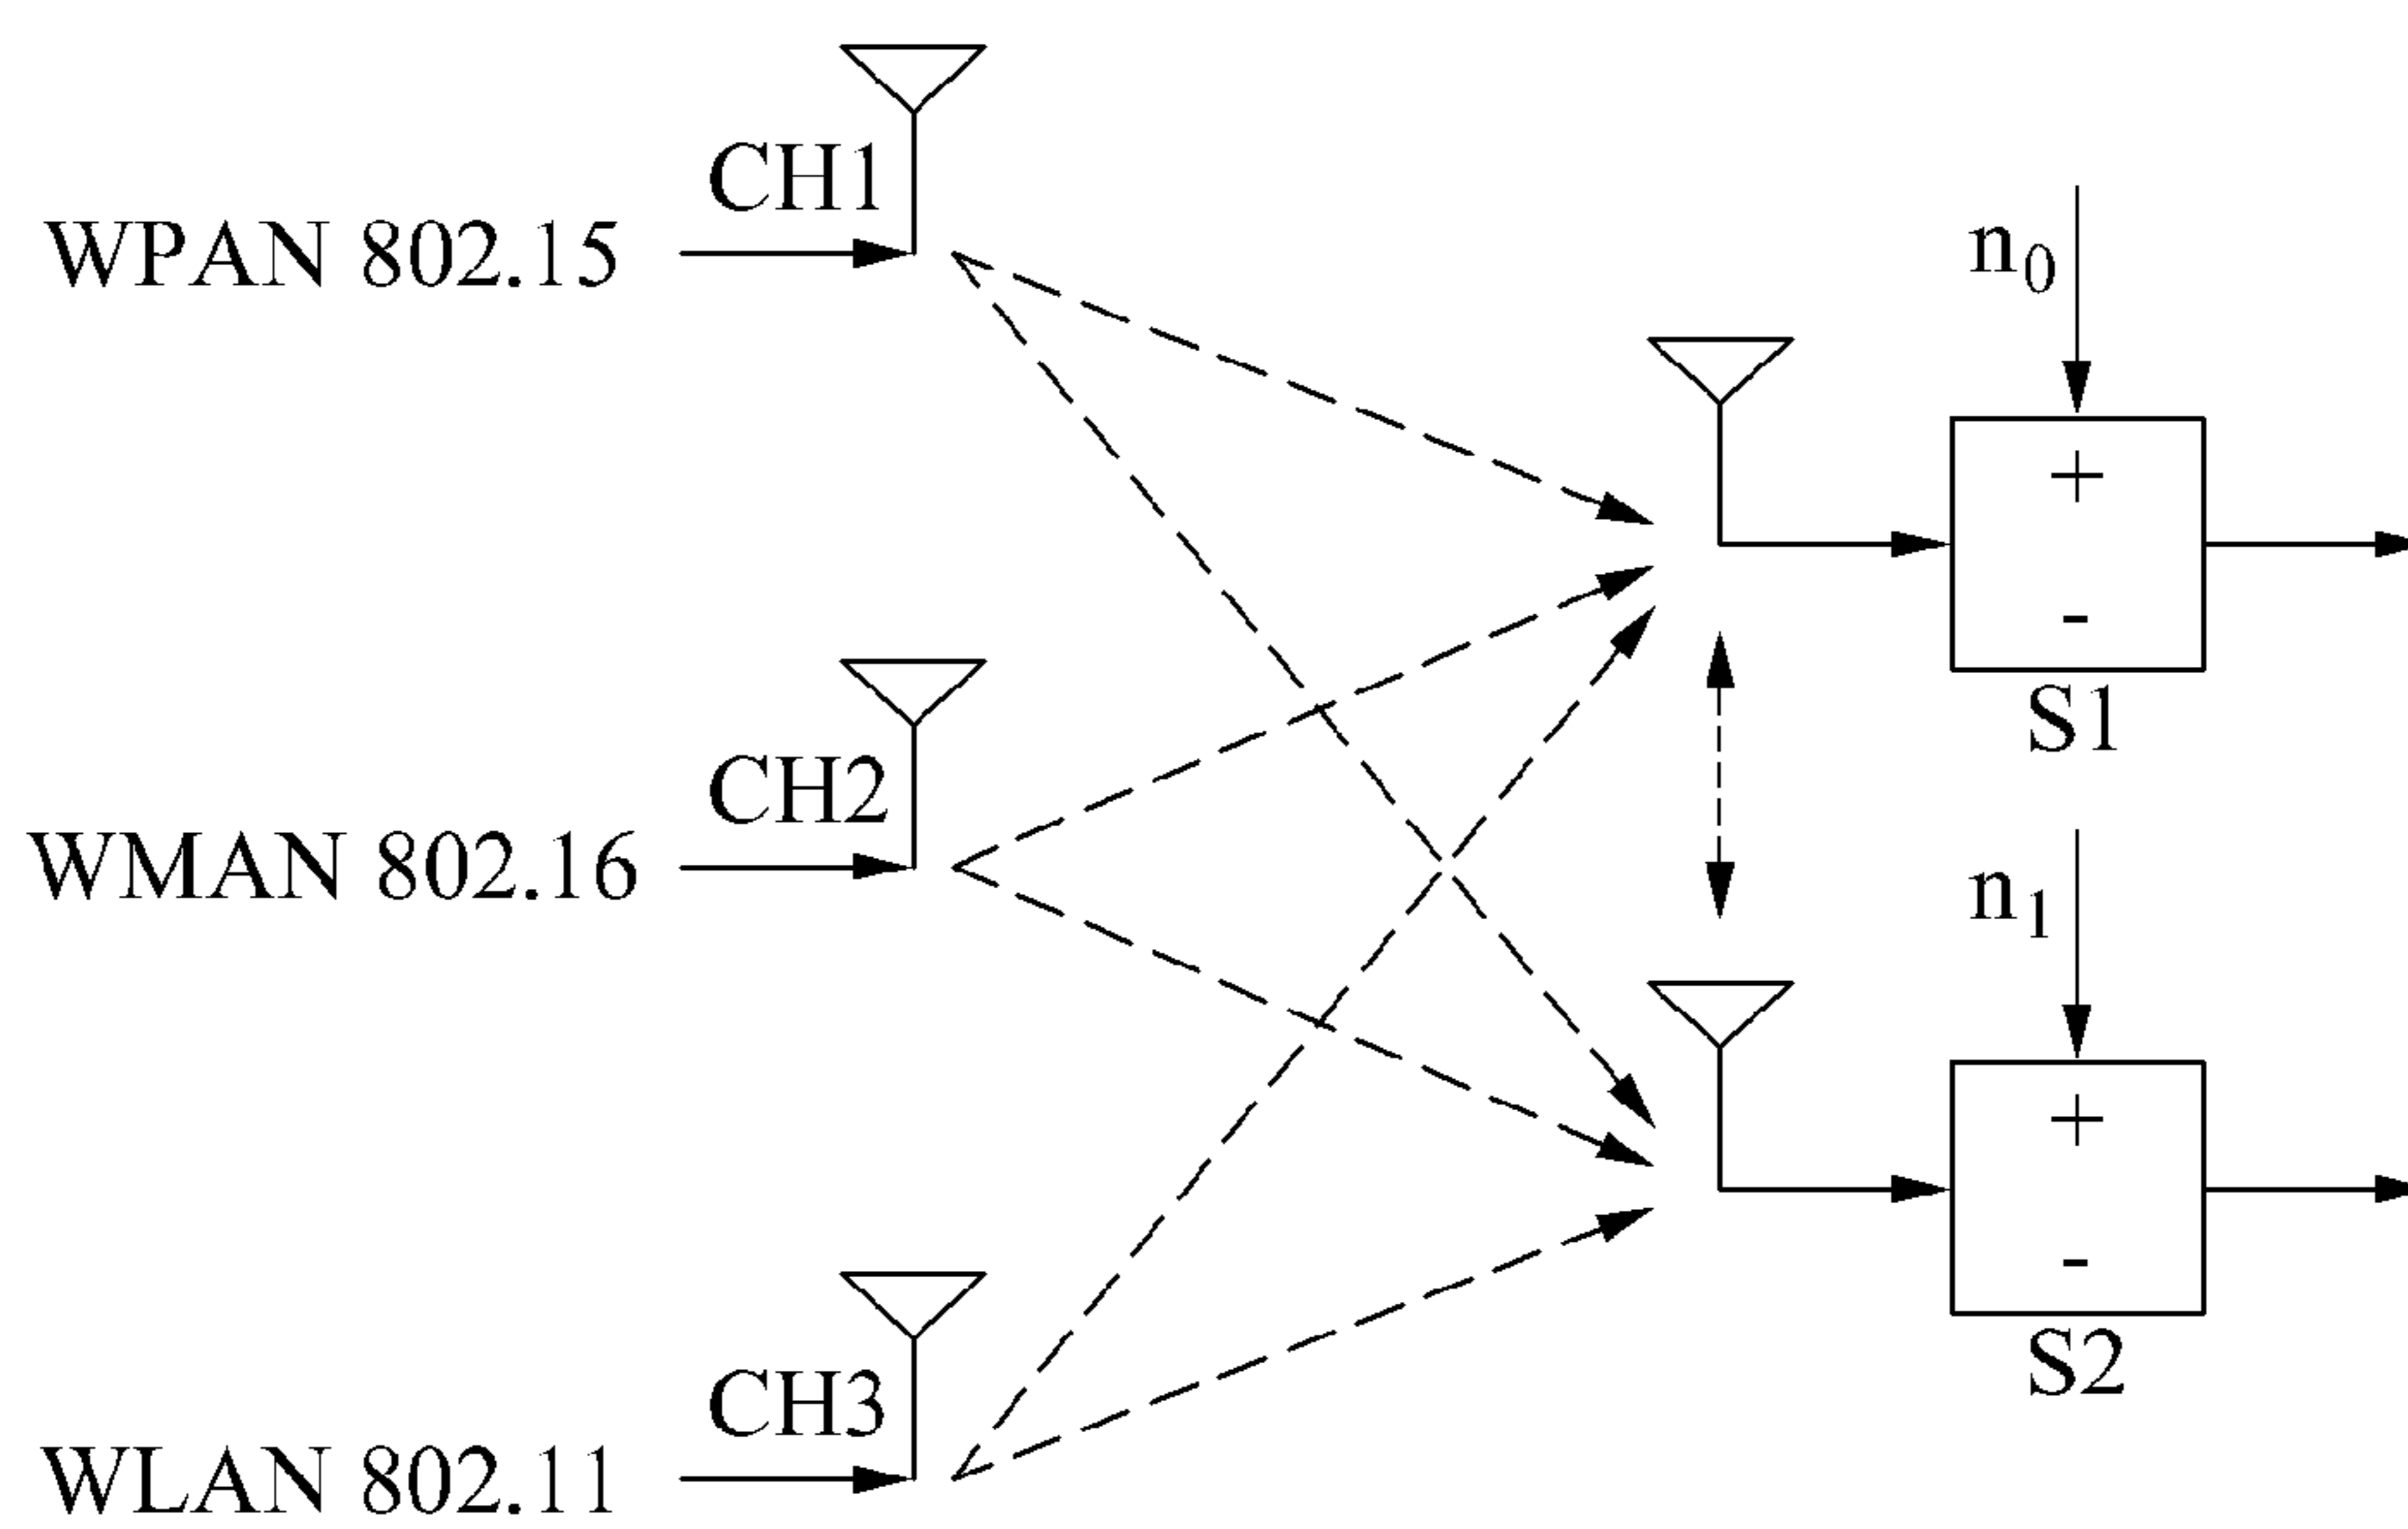 CH1
WPAN 802.15
n0
+
-
S1
CH2
WMAN 802.16
n1
+
-
S2
CH3
WLAN 802.11